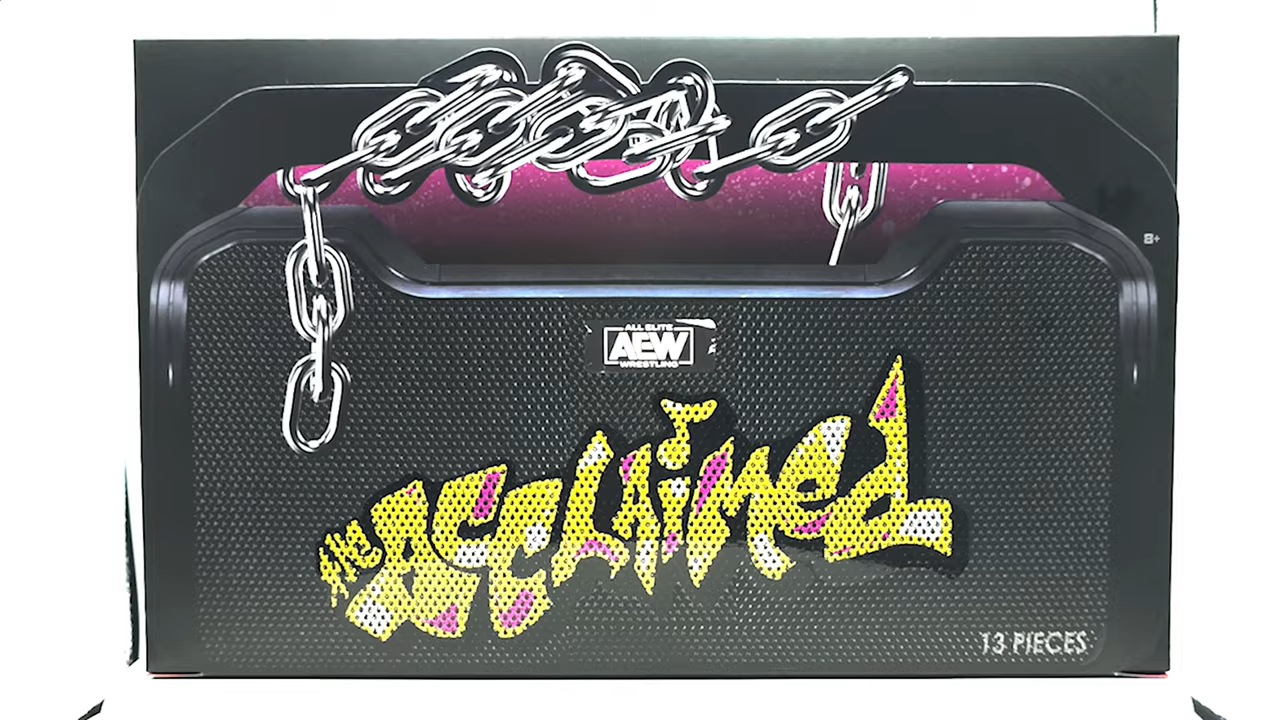 8+
ALL ELITE
AEW
WRESTLING
THE ACCLAIMED
13 PIECES